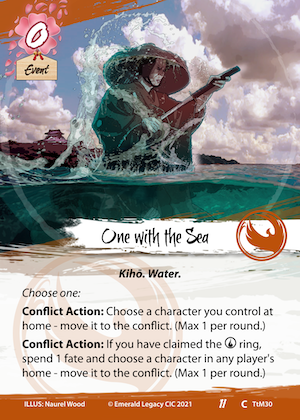 0
Event
One with the Sea
Kihō. Water.
Choose one:
Conflict Action: Choose a character you control at
home - move it to the conflict. (Max 1 per round.)
Conflict Action: If you have claimed the ring,
spend 1 fate and choose a character in any player's
home - move it to the conflict. (Max 1 per round.)
ILLUS: Naurel Wood © Emerald Legacy CIC 2021 C TtM30